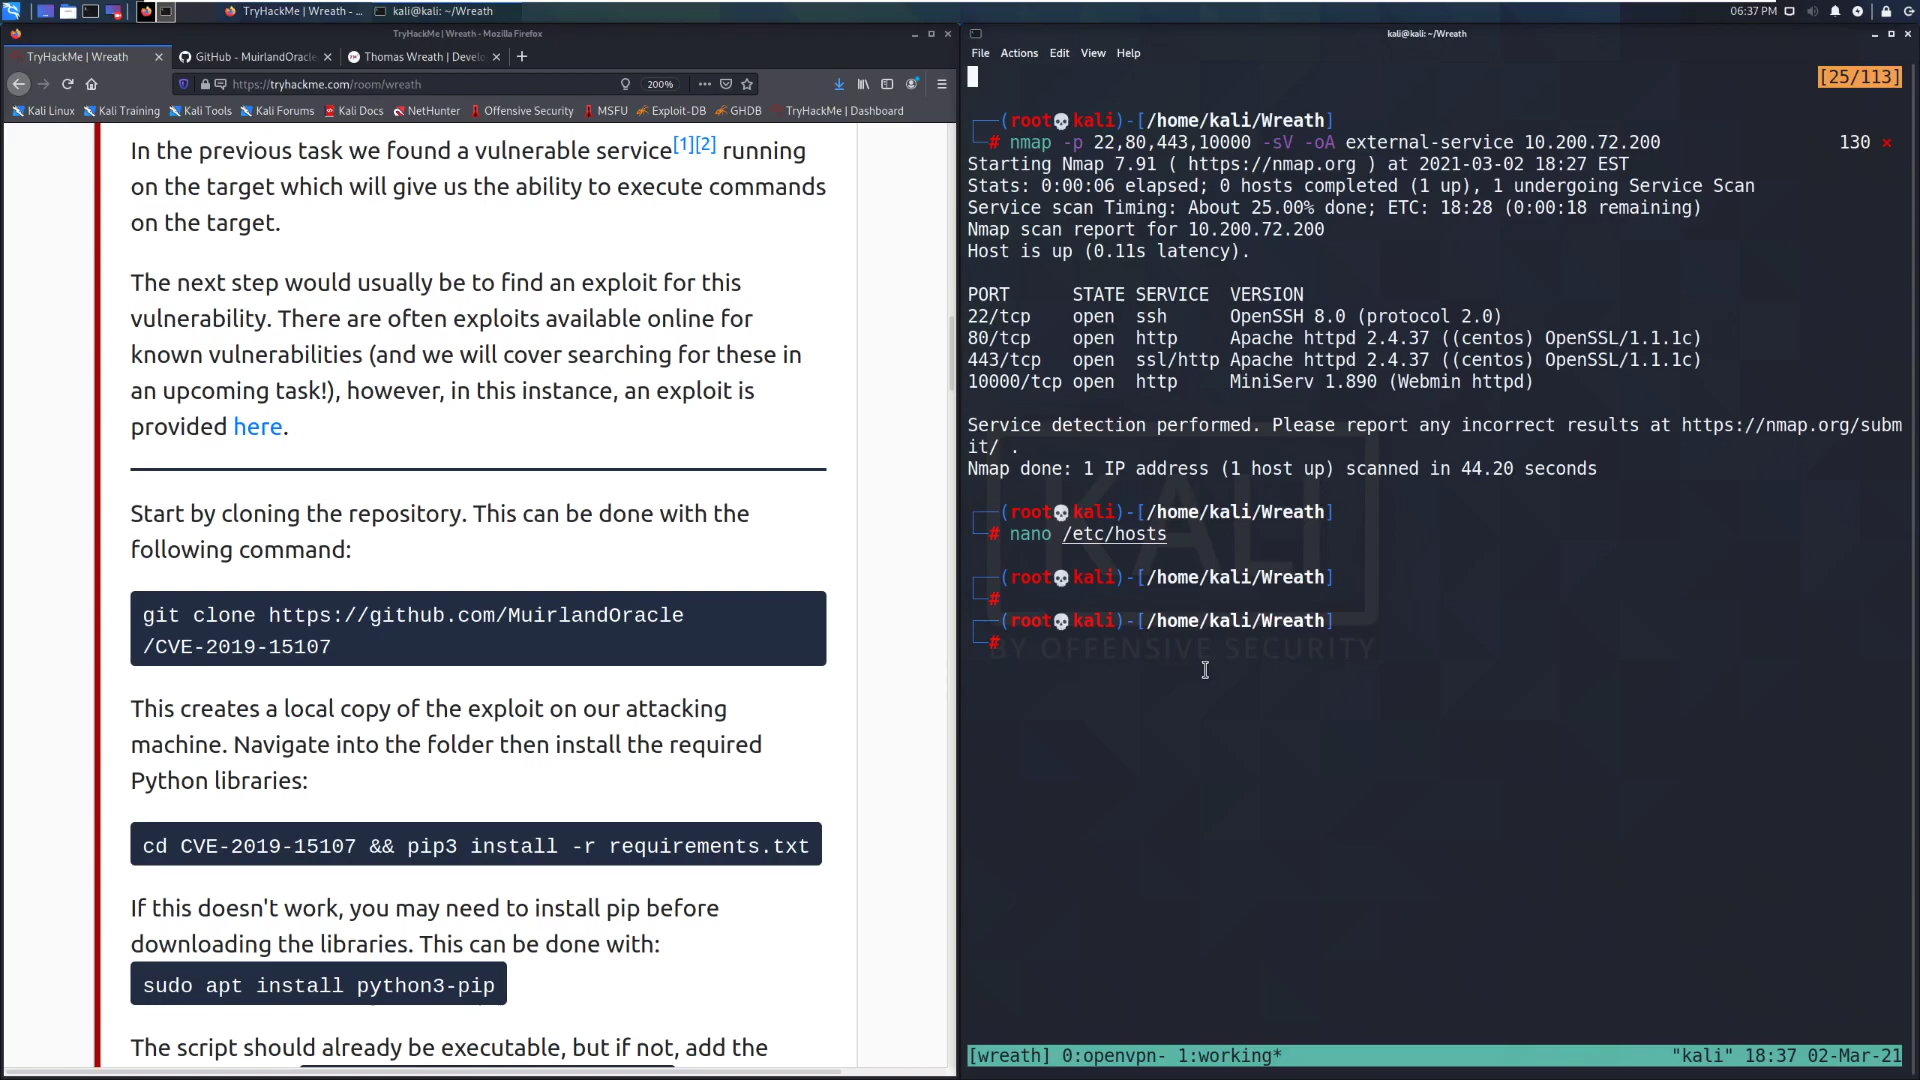 TryHackMe | Wreath - ...
kali@kali: ~/Wreath
06:37 PM
TryHackMe | Wreath - Mozilla Firefox
TryHackMe | Wreath
GitHub - MuirlandOracle
Thomas Wreath | Develo
https://tryhackme.com/room/wreath
200%
Kali Linux
Kali Training
Kali Tools
Kali Forums
Kali Docs
NetHunter
Offensive Security
MSFU
Exploit-DB
GHDB
TryHackMe | Dashboard
In the previous task we found a vulnerable service[1][2] running
on the target which will give us the ability to execute commands
on the target.
The next step would usually be to find an exploit for this
vulnerability. There are often exploits available online for
known vulnerabilities (and we will cover searching for these in
an upcoming task!), however, in this instance, an exploit is
provided here.
Start by cloning the repository. This can be done with the
following command:
git clone https://github.com/MuirlandOracle
/CVE-2019-15107
This creates a local copy of the exploit on our attacking
machine. Navigate into the folder then install the required
Python libraries:
cd CVE-2019-15107 && pip3 install -r requirements.txt
If this doesn't work, you may need to install pip before
downloading the libraries. This can be done with:
sudo apt install python3-pip
The script should already be executable, but if not, add the
kali@kali:~/Wreath
File Actions Edit View Help
[25/113]
(root💀kali)-[/home/kali/Wreath]
# nmap -p 22,80,443,10000 -sV -oA external-service 10.200.72.200 130 ×
Starting Nmap 7.91 ( https://nmap.org ) at 2021-03-02 18:27 EST
Stats: 0:00:06 elapsed; 0 hosts completed (1 up), 1 undergoing Service Scan
Service scan Timing: About 25.00% done; ETC: 18:28 (0:00:18 remaining)
Nmap scan report for 10.200.72.200
Host is up (0.11s latency).
PORT STATE SERVICE VERSION
22/tcp open ssh OpenSSH 8.0 (protocol 2.0)
80/tcp open http Apache httpd 2.4.37 ((centos) OpenSSL/1.1.1c)
443/tcp open ssl/http Apache httpd 2.4.37 ((centos) OpenSSL/1.1.1c)
10000/tcp open http MiniServ 1.890 (Webmin httpd)
Service detection performed. Please report any incorrect results at https://nmap.org/subm
it/ .
Nmap done: 1 IP address (1 host up) scanned in 44.20 seconds
(root💀kali)-[/home/kali/Wreath]
# nano /etc/hosts
(root💀kali)-[/home/kali/Wreath]
#
(root💀kali)-[/home/kali/Wreath]
#
KALI
BY OFFENSIVE SECURITY
[wreath] 0:openvpn- 1:working* "kali" 18:37 02-Mar-21